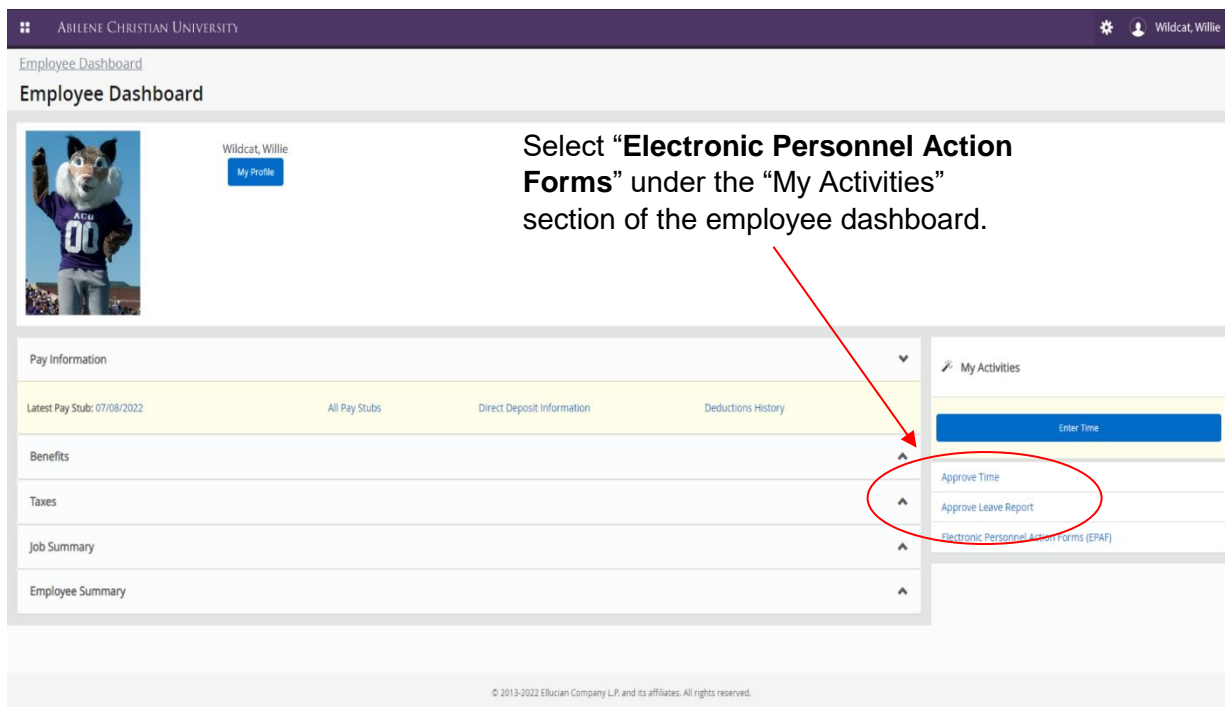 ABILENE CHRISTIAN UNIVERSITY
Wildcat, Willie
Employee Dashboard
Employee Dashboard
Wildcat, Willie
My Profile
ACU
00
Select “Electronic Personnel Action
Forms” under the “My Activities”
section of the employee dashboard.
Pay Information
Latest Pay Stub: 07/08/2022
All Pay Stubs
Direct Deposit Information
Deductions History
Benefits
Taxes
Job Summary
Employee Summary
My Activities
Enter Time
Approve Time
Approve Leave Report
Electronic Personnel Action Forms (EPAF)
© 2013-2022 Ellucian Company L.P. and its affiliates. All rights reserved.